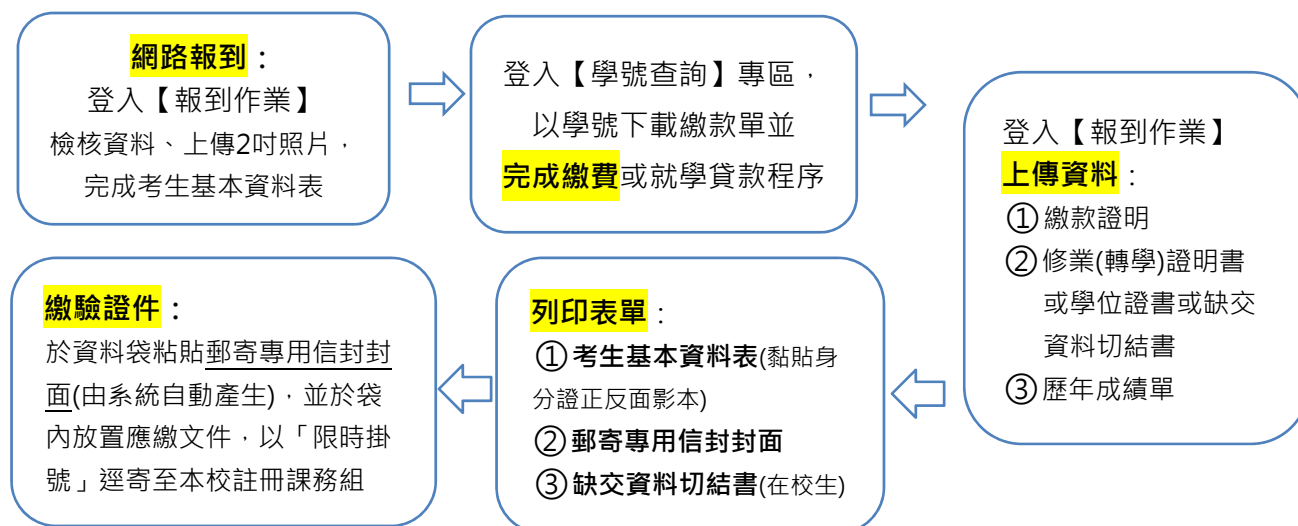 網路報到：
登入【報到作業】
檢核資料、上傳2吋照片，
完成考生基本資料表
登入【學號查詢】專區，
以學號下載繳款單並
完成繳費或就學貸款程序
登入【報到作業】
上傳資料：
①繳款證明
②修業(轉學)證明書
或學位證書或缺交
資料切結書
③歷年成績單
列印表單：
①考生基本資料表(黏貼身
分證正反面影本)
②郵寄專用信封封面
③缺交資料切結書(在校生)
繳驗證件：
於資料袋粘貼郵寄專用信封封
面(由系統自動產生)，並於袋
內放置應繳文件，以「限時掛
號」逕寄至本校註冊課務組